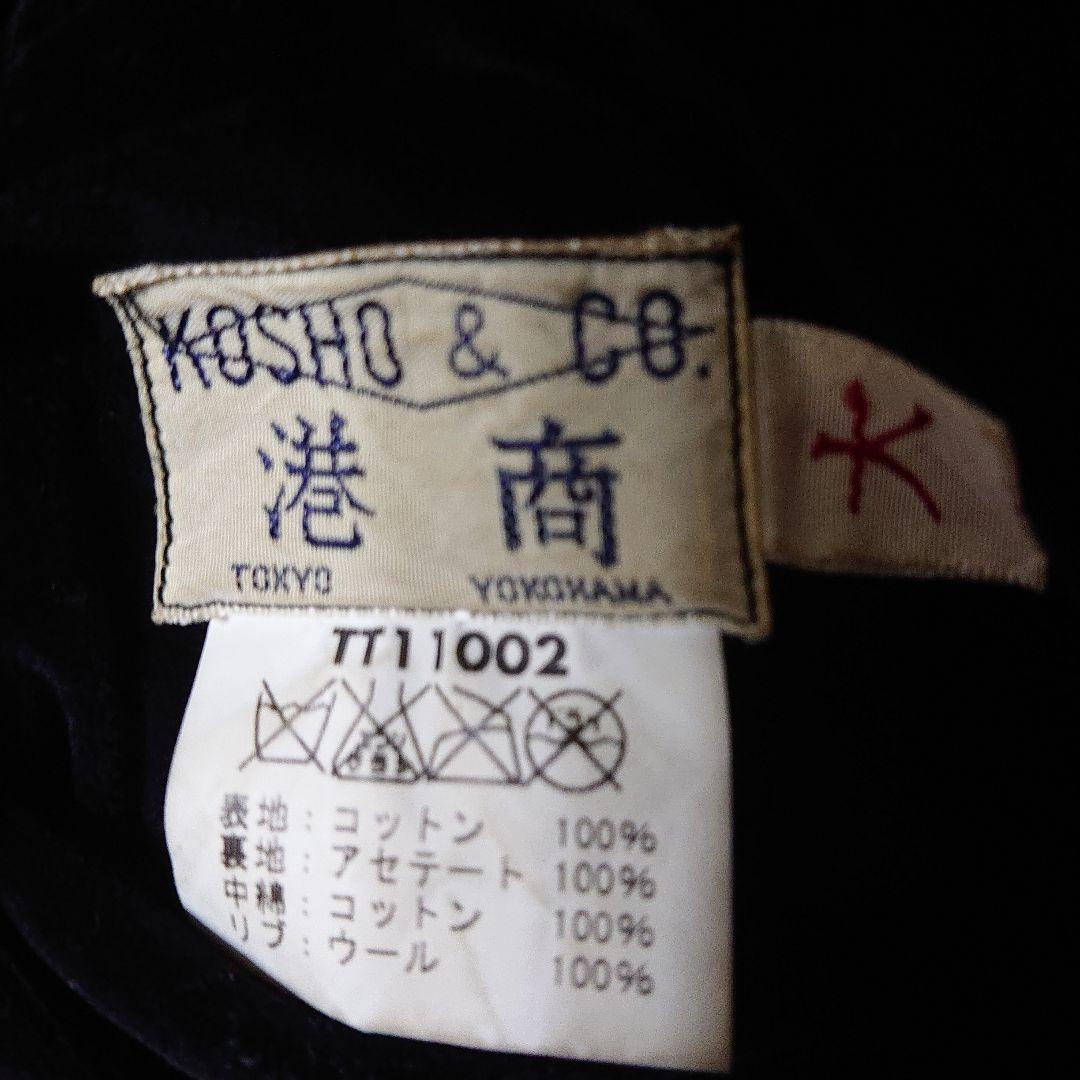 KOSHO & CO.
港 商
TOKYO YOKOHAMA
大
TT11002
表地：コットン 100%
裏地：アセテート 100%
中綿：コットン 100%
リブ：ウール 100%